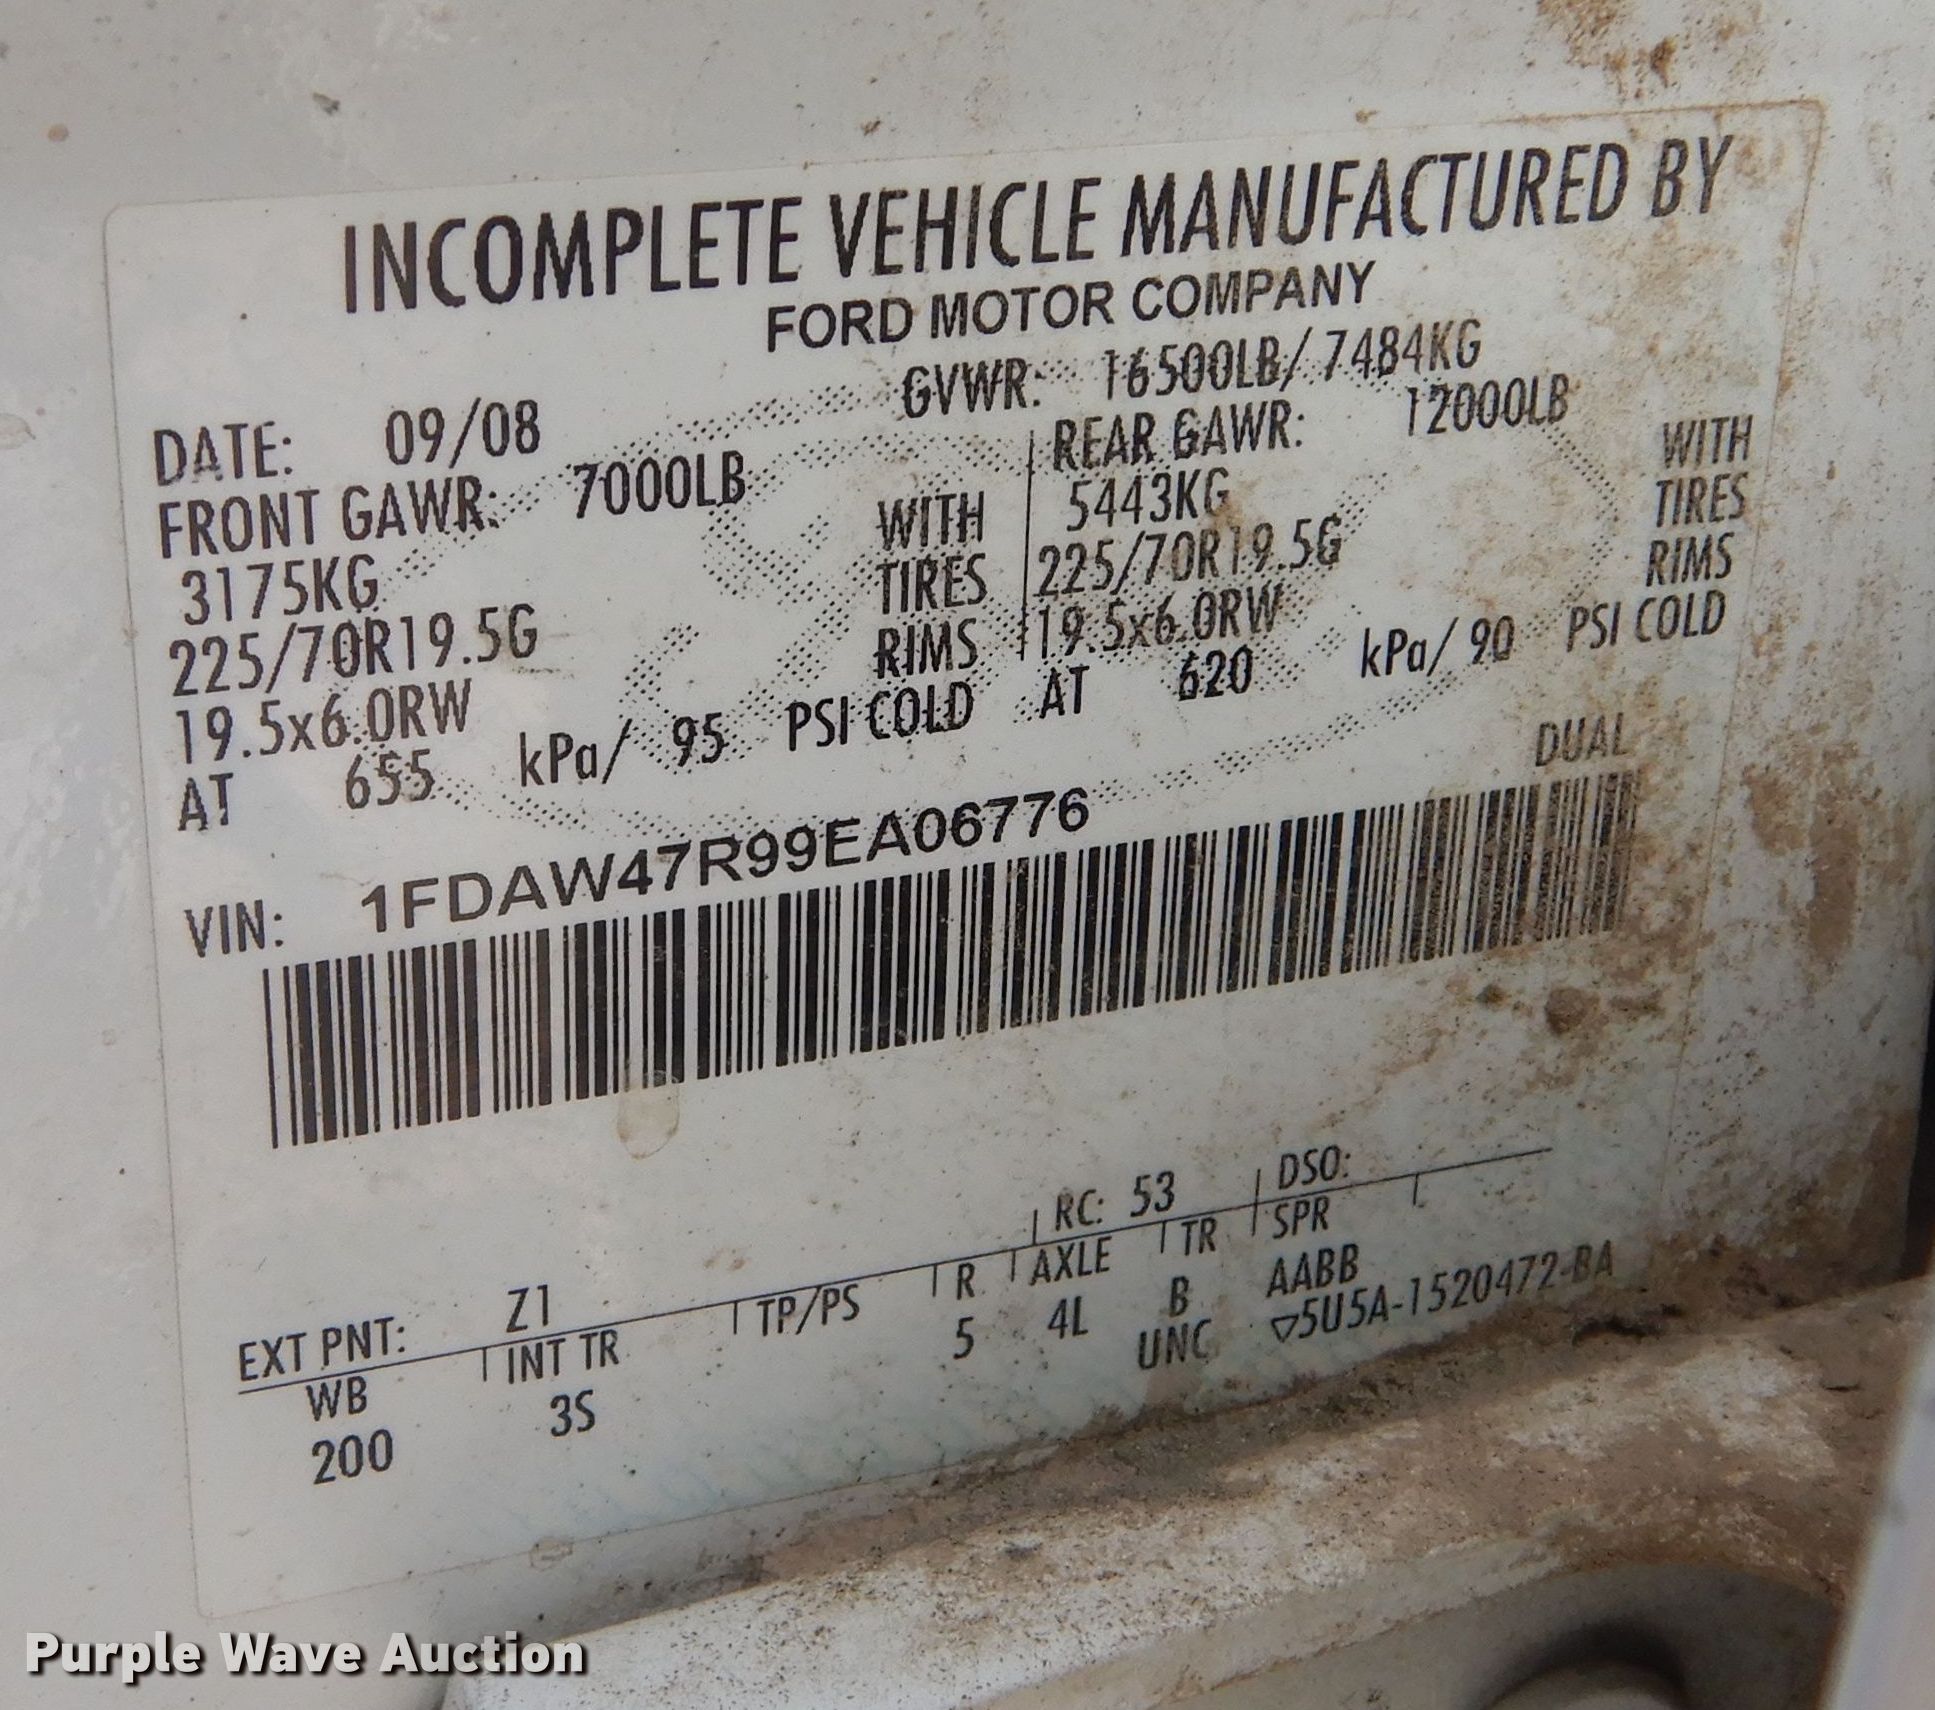 INCOMPLETE VEHICLE MANUFACTURED BY
FORD MOTOR COMPANY
DATE: 09/08 GVWR: 16500LB/ 7484KG
FRONT GAWR: 7000LB REAR GAWR: 12000LB
3175KG WITH 5443KG WITH
225/70R19.5G TIRES 225/70R19.5G TIRES
19.5x6.0RW RIMS 19.5x6.0RW RIMS
AT 655 kPa/ 95 PSI COLD AT 620 kPa/ 90 PSI COLD
DUAL
VIN: 1FDAW47R99EA06776
EXT PNT: Z1 RC: 53 DSO:
WB INT TR TP/PS R AXLE TR SPR
200 3S 5 4L B AABB
UNC ▽5U5A-1520472-BA
Purple Wave Auction